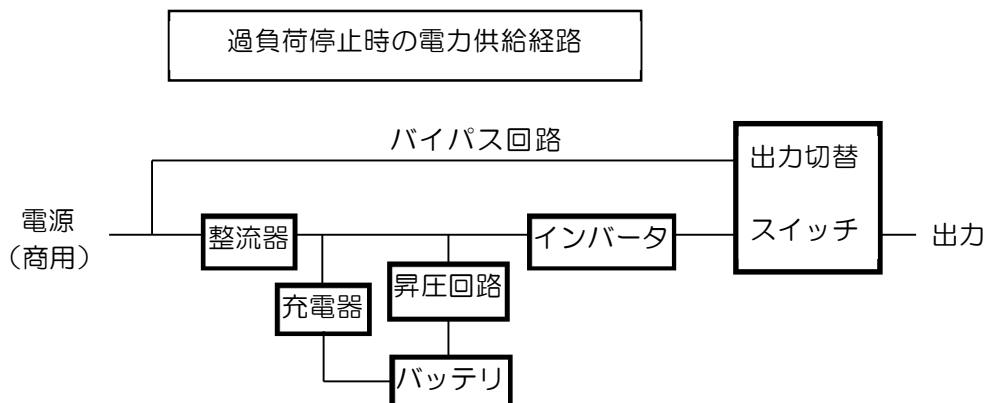 過負荷停止時の電力供給経路
バイパス回路
出力切替
スイッチ
電源
（商用）
整流器
インバータ
出力
充電器
昇圧回路
バッテリ